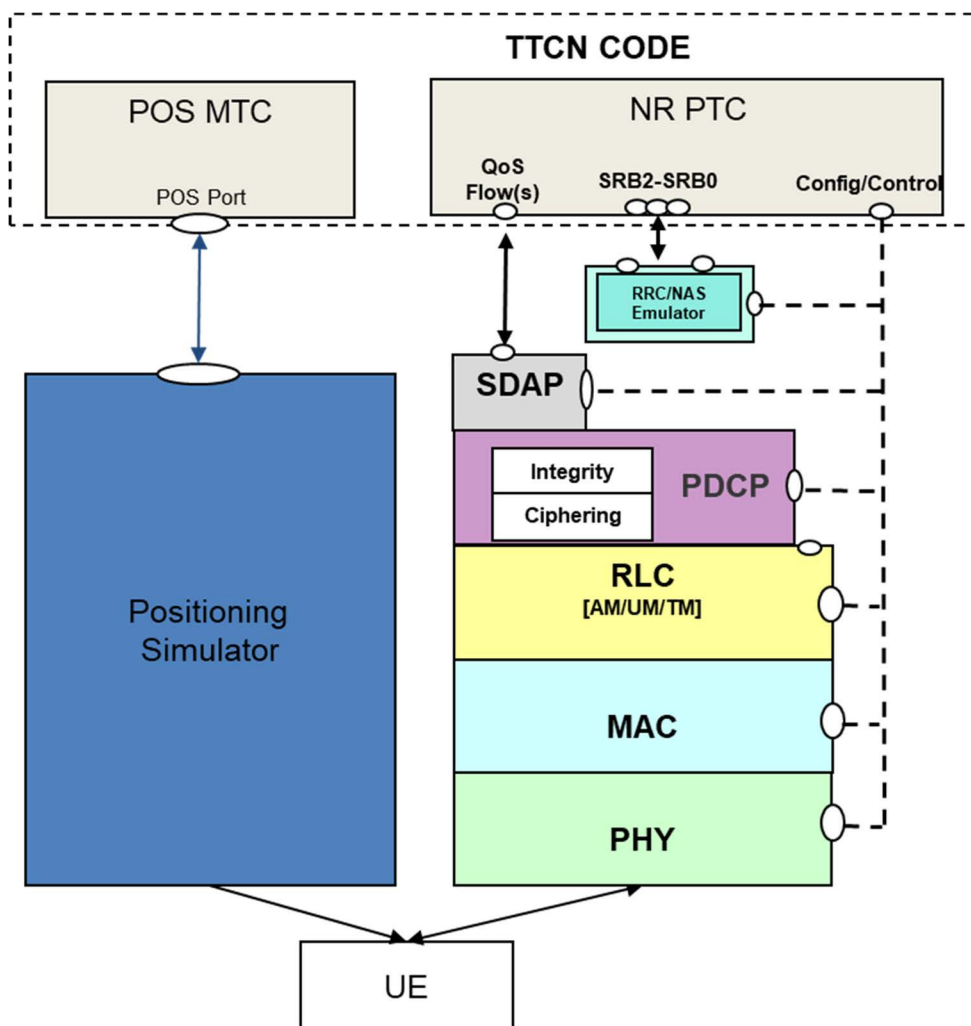 TTCN CODE
POS MTC
POS Port
NR PTC
QoS
Flow(s)
SRB2-SRB0
Config/Control
RRC/NAS
Emulator
SDAP
Integrity
Ciphering
PDCP
RLC
[AM/UM/TM]
MAC
PHY
Positioning
Simulator
UE